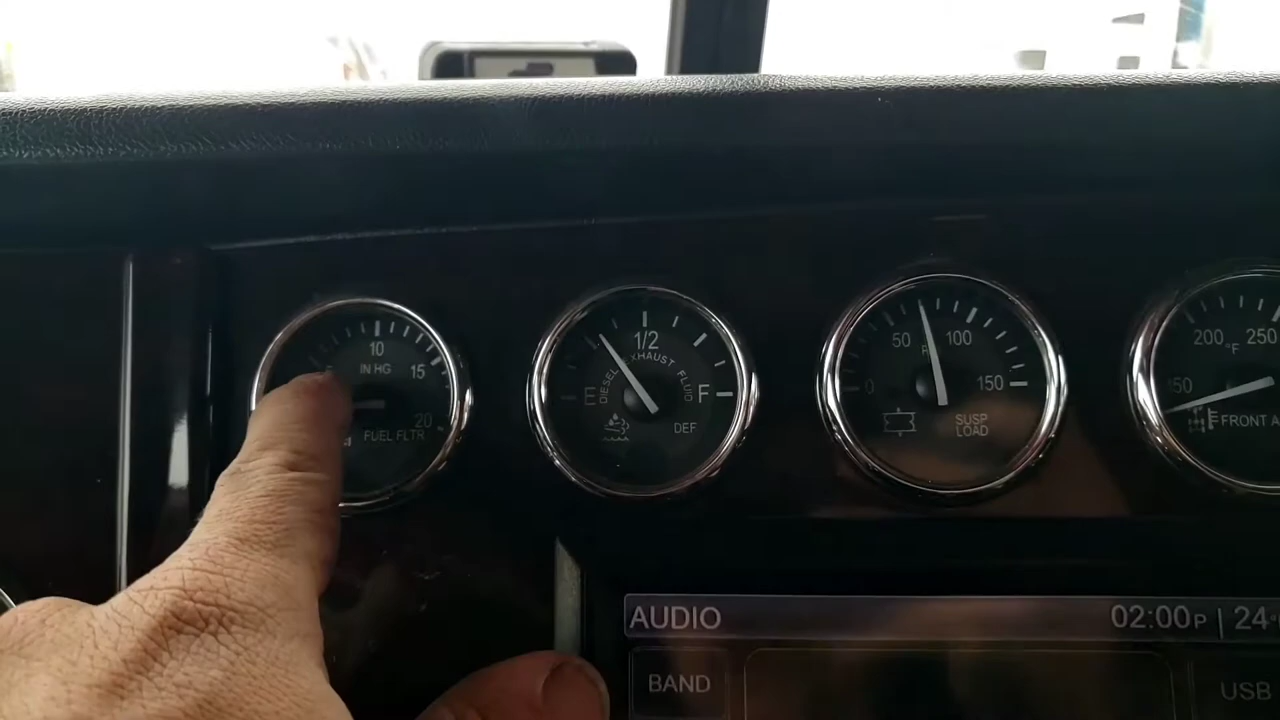 10
IN HG
15
20
FUEL FLTR
1/2
DIESEL EXHAUST FLUID
E
F
DEF
50
100
0
150
SUSP
LOAD
200
°F
250
FRONT A
AUDIO
02:00P | 24
BAND
USB